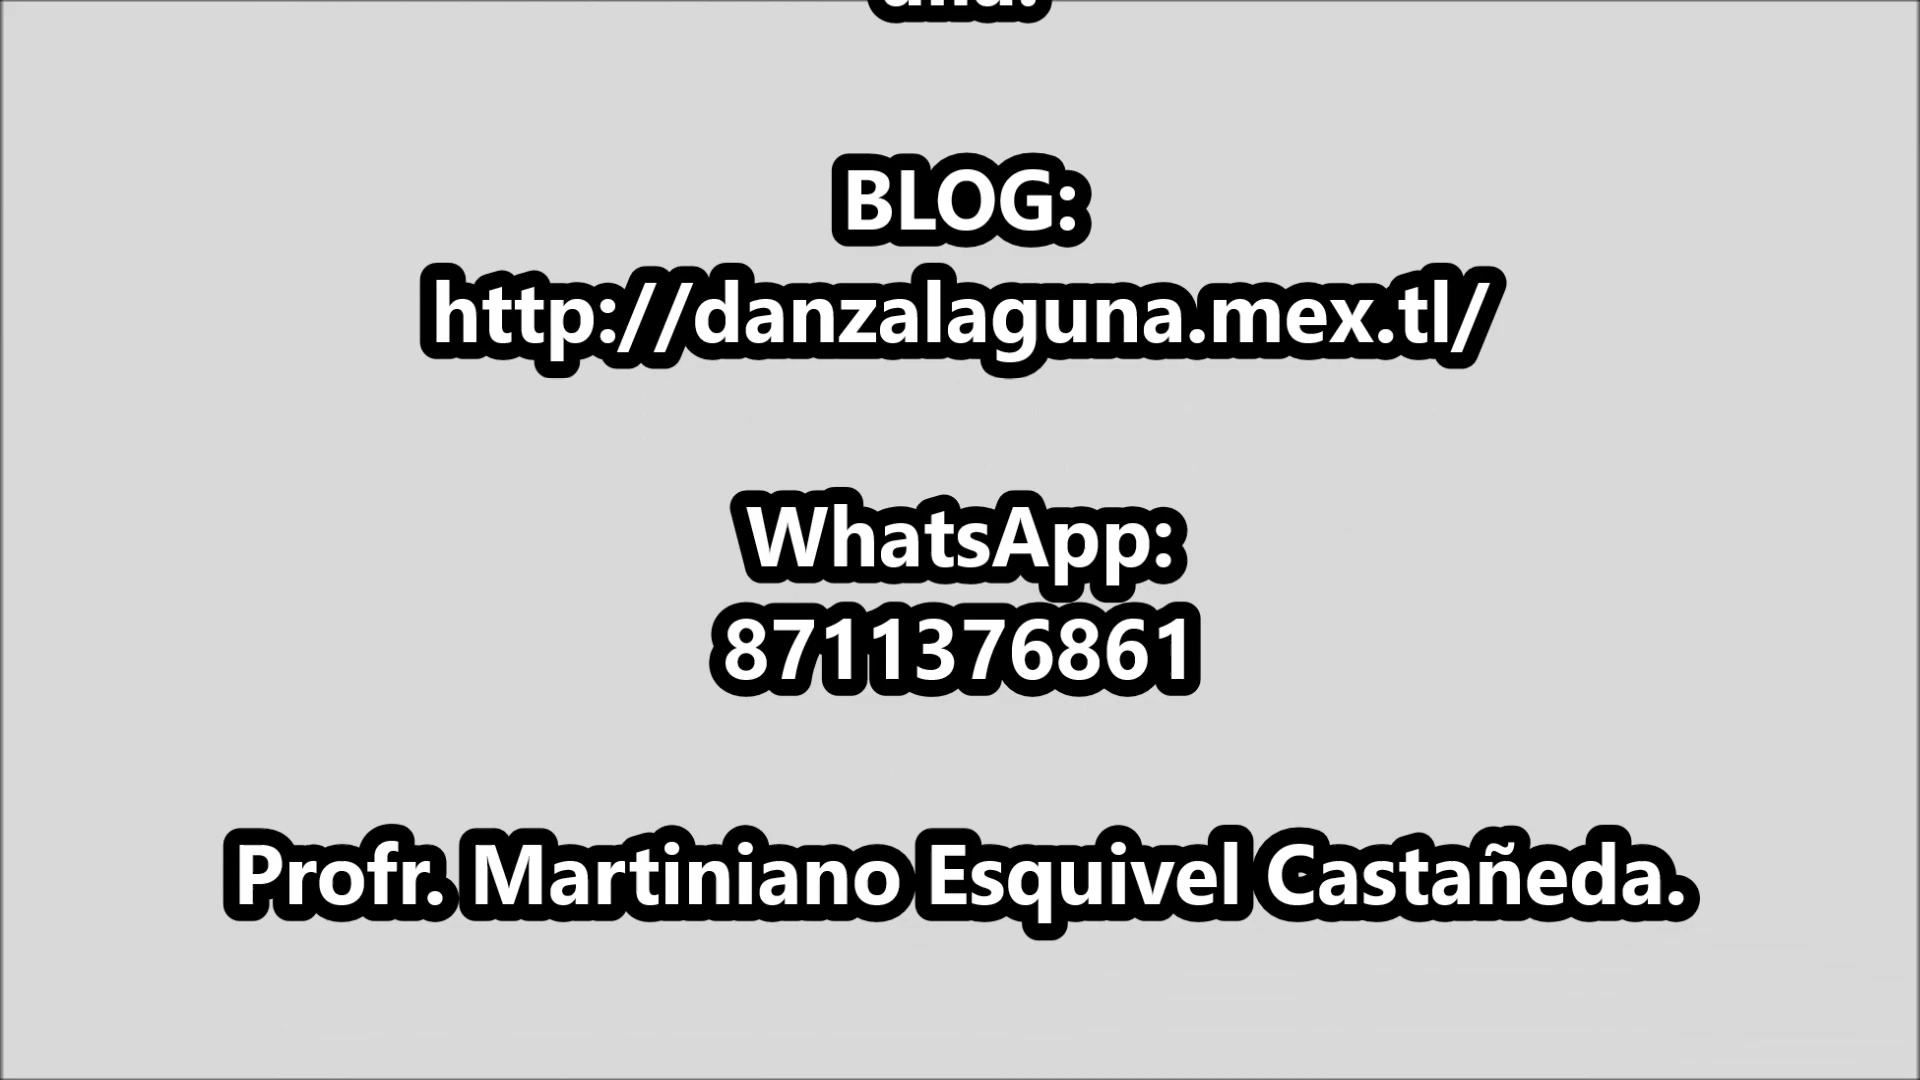 BLOG:
http://danzalaguna.mex.tl/
WhatsApp:
8711376861
Profr. Martiniano Esquivel Castañeda.